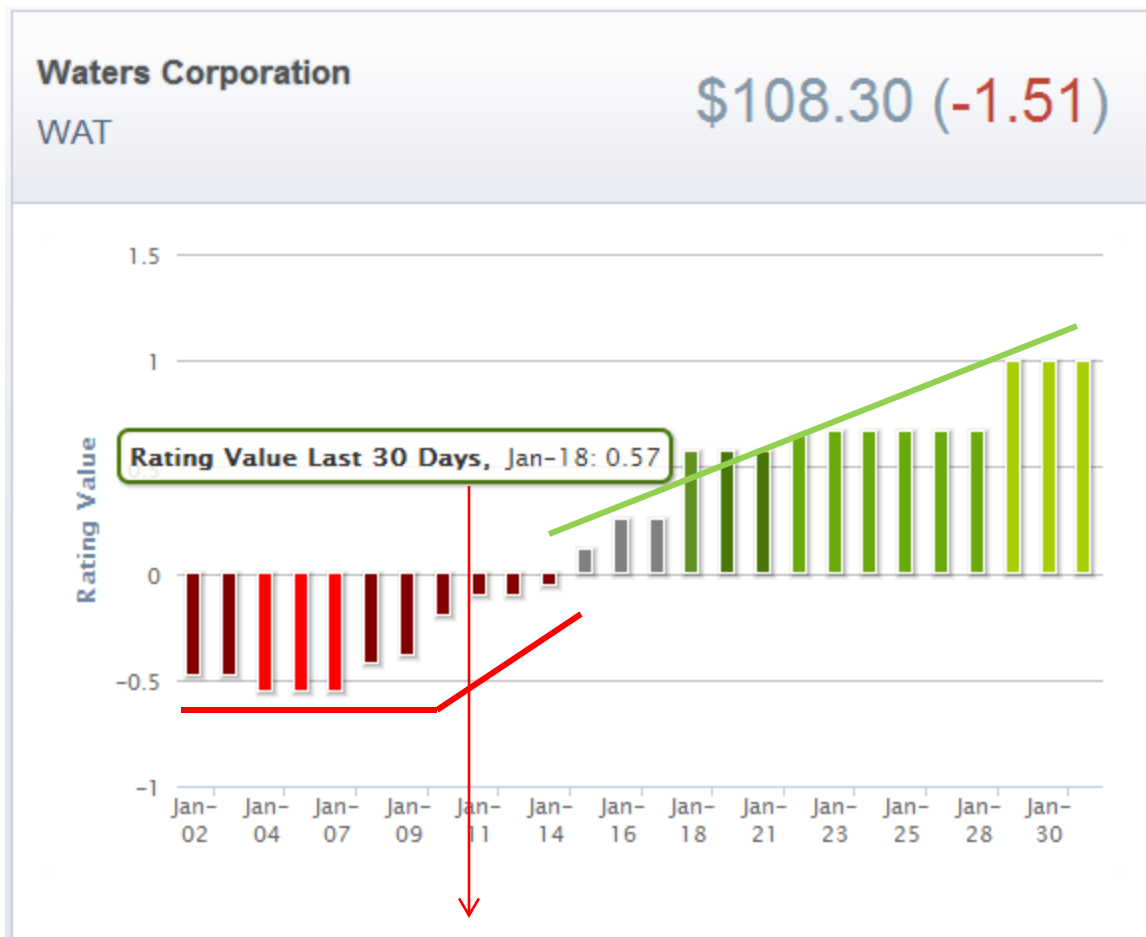 Waters Corporation
WAT
$108.30 (-1.51)
1.5
1
0
-0.5
-1
Rating Value
Rating Value Last 30 Days, Jan-18: 0.57
Jan-02
Jan-04
Jan-07
Jan-09
Jan-11
Jan-14
Jan-16
Jan-18
Jan-21
Jan-23
Jan-25
Jan-28
Jan-30